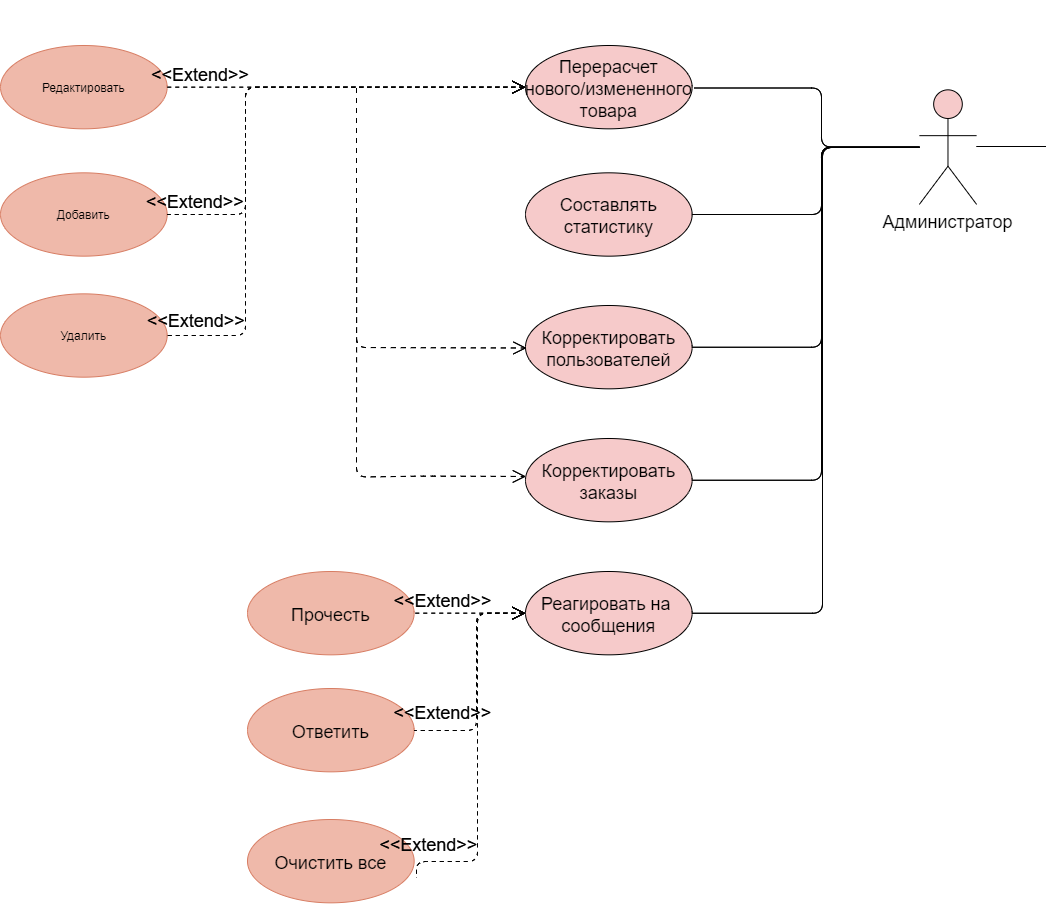 Редактировать
<<Extend>>
Перерасчет
нового/измененного
товара
Добавить
<<Extend>>
Составлять
статистику
Администратор
Удалить
<<Extend>>
Корректировать
пользователей
Корректировать
заказы
Прочесть
<<Extend>>
Реагировать на
сообщения
Ответить
<<Extend>>
Очистить все
<<Extend>>